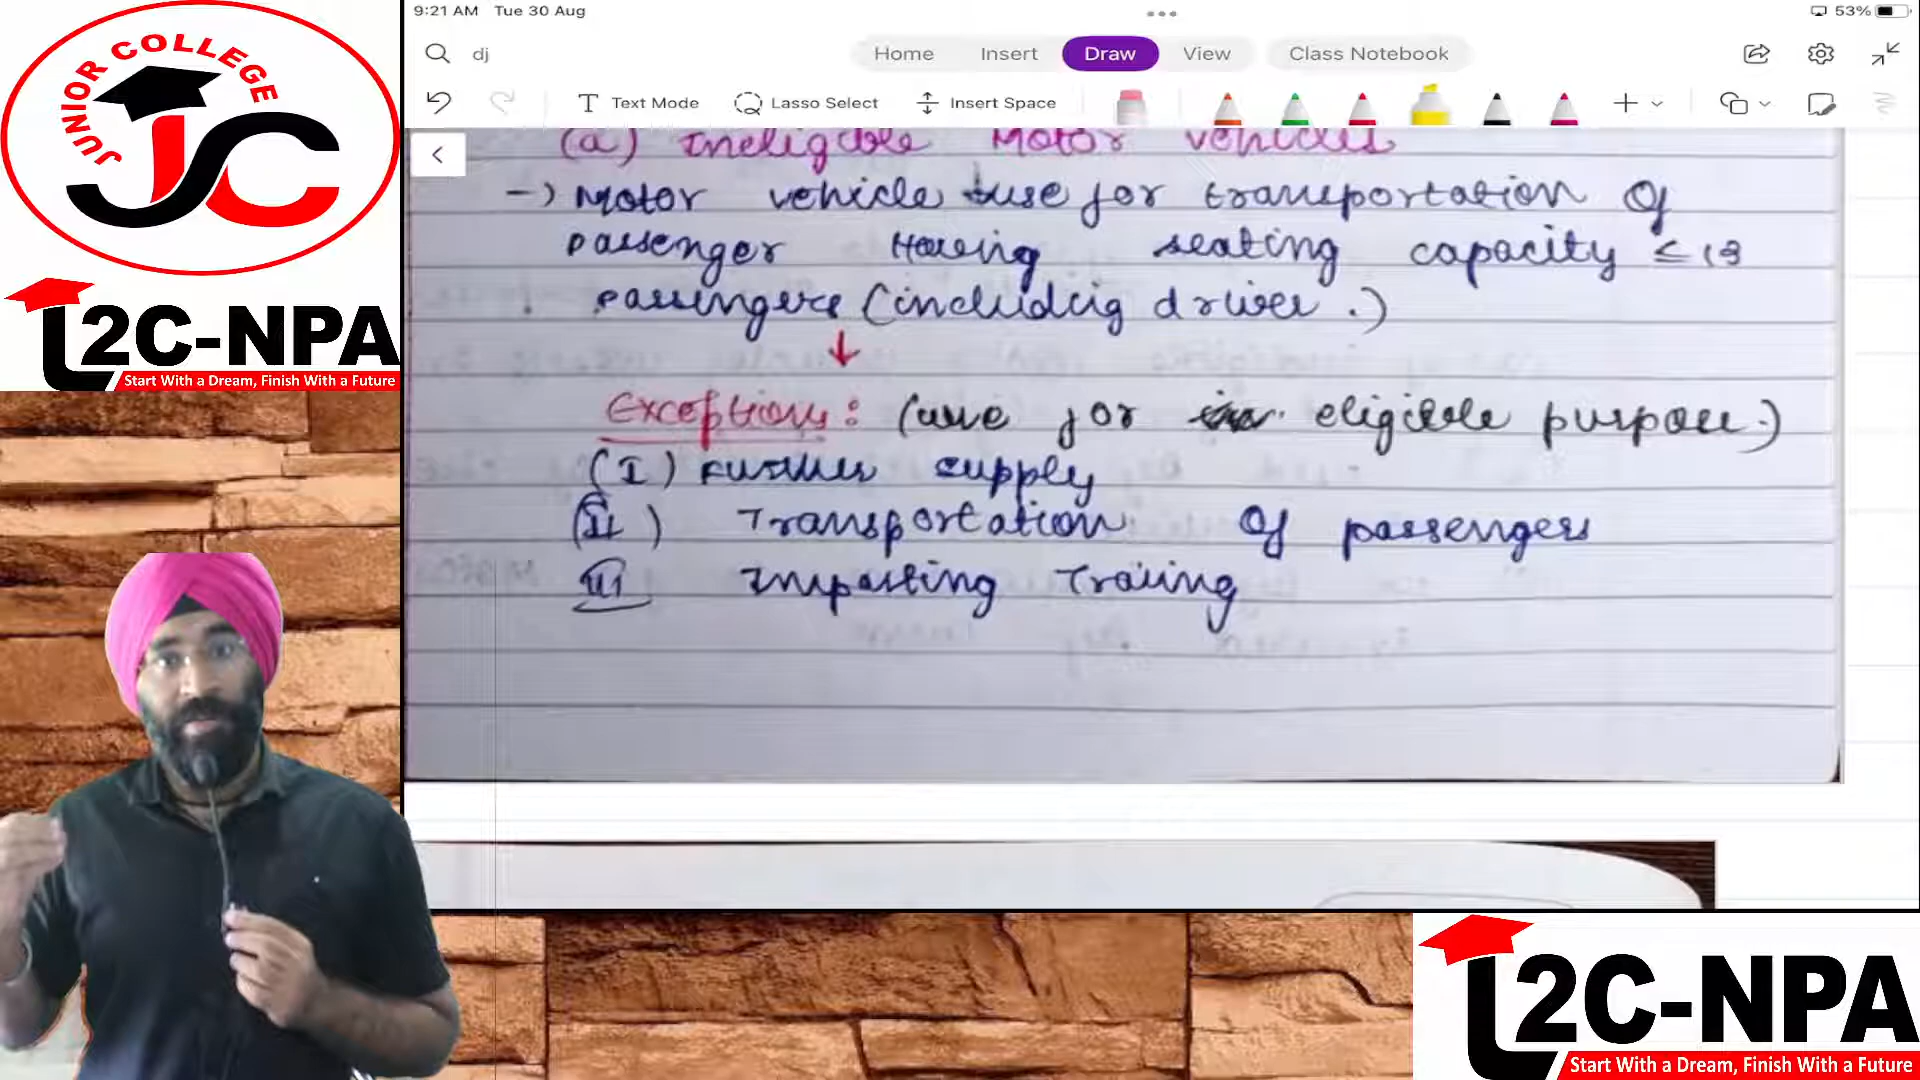 JUNIOR COLLEGE
JC
L2C-NPA
Start With a Dream, Finish With a Future
9:21 AM Tue 30 Aug
53%
dj
Home Insert Draw View Class Notebook
Text Mode Lasso Select Insert Space
(a) Ineligible Motor vehicles
-> Motor vehicle use for transportation Of
passenger Having seating capacity ≤ 13
passengers (including driver.)
Exceptions: (use for eligible purpose.)
(I) Further supply
(II) Transportation Of passengers
III Imparting Traiing
L2C-NPA
Start With a Dream, Finish With a Future